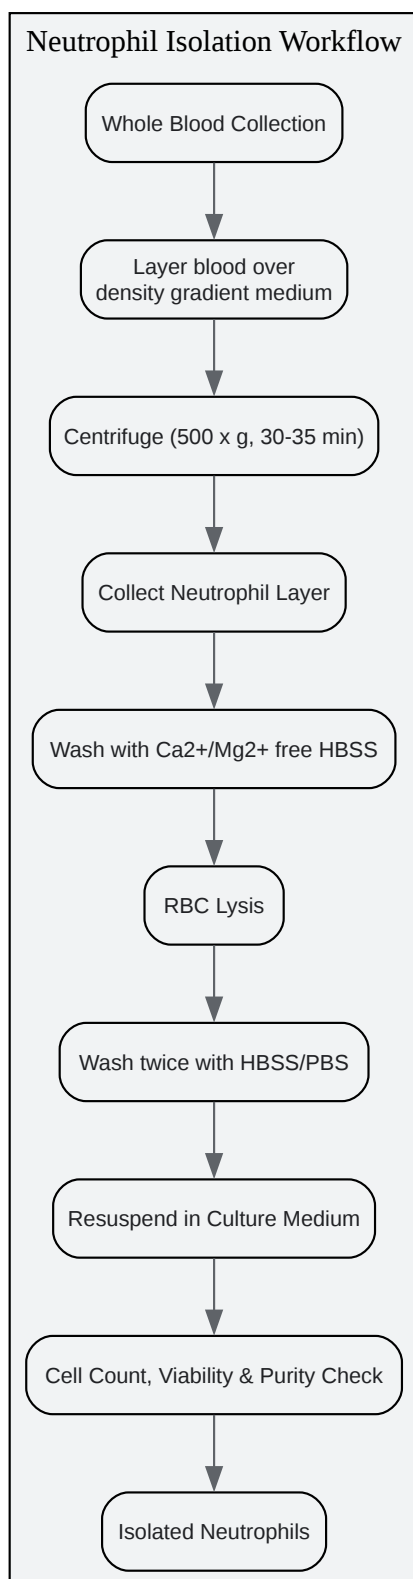 Neutrophil Isolation Workflow
Whole Blood Collection
Layer blood over
density gradient medium
Centrifuge (500 x g, 30-35 min)
Collect Neutrophil Layer
Wash with Ca2+/Mg2+ free HBSS
RBC Lysis
Wash twice with HBSS/PBS
Resuspend in Culture Medium
Cell Count, Viability & Purity Check
Isolated Neutrophils